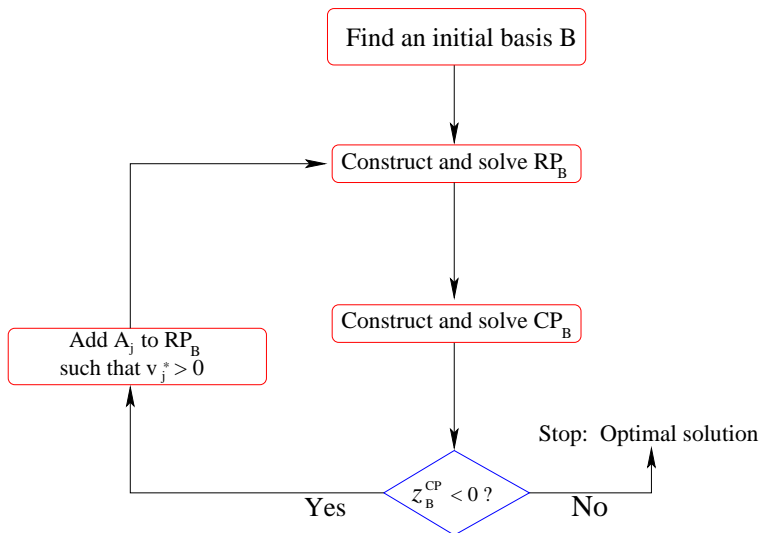 Find an initial basis B
Construct and solve RP_B
Construct and solve CP_B
Add A_j to RP_B
such that v_j^* > 0
Stop: Optimal solution
z_B^CP < 0 ?
Yes
No